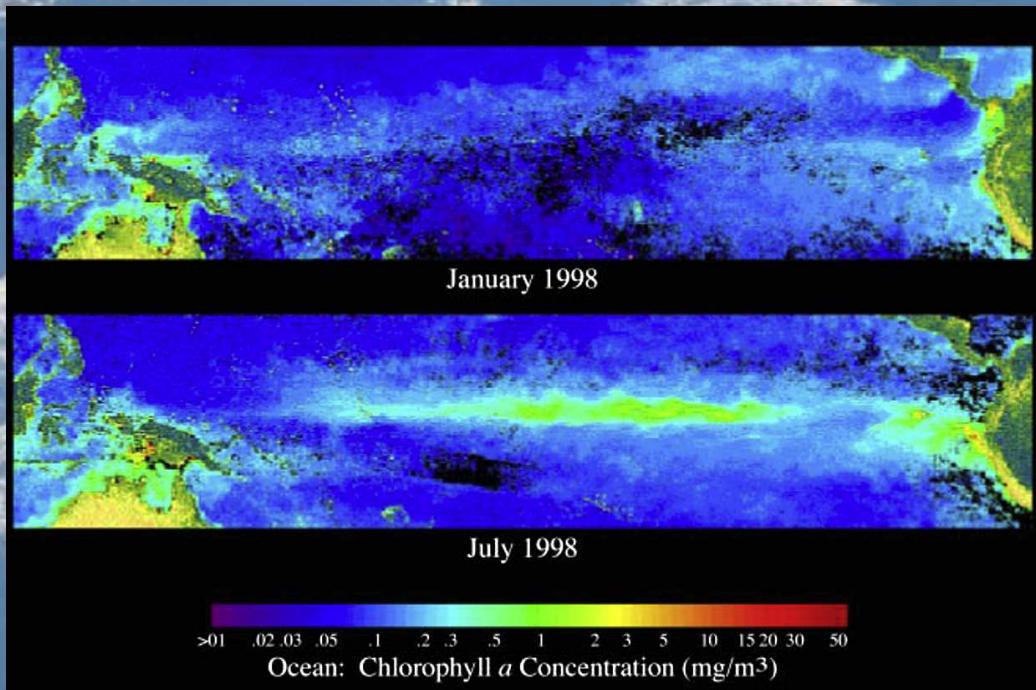 January 1998
July 1998
>01 .02 .03 .05 .1 .2 .3 .5 1 2 3 5 10 15 20 30 50
Ocean: Chlorophyll a Concentration (mg/m³)